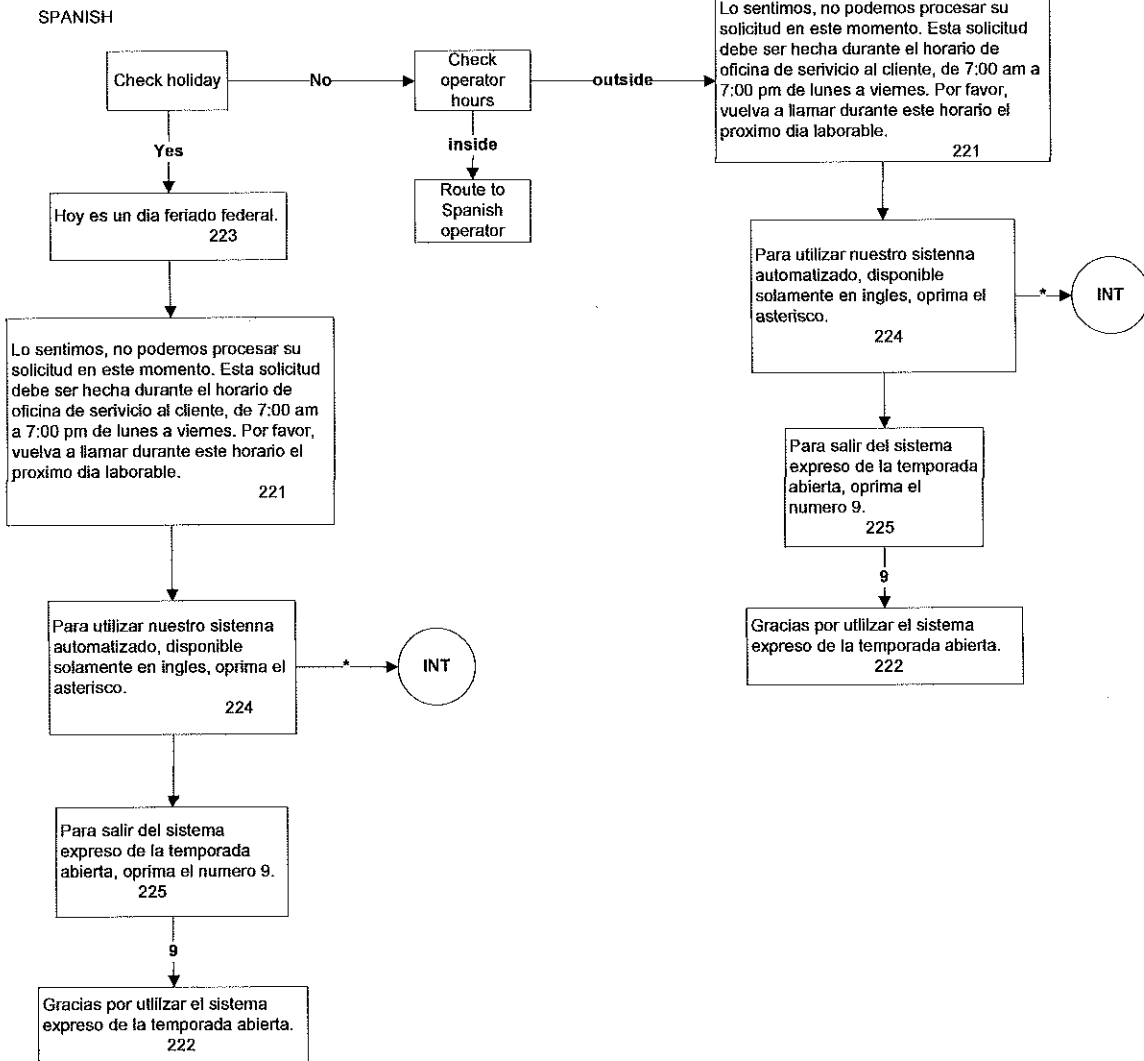 SPANISH
Check holiday
No
Check
operator
hours
outside
Lo sentimos, no podemos procesar su
solicitud en este momento. Esta solicitud
debe ser hecha durante el horario de
oficina de serivicio al cliente, de 7:00 am a
7:00 pm de lunes a viernes. Por favor,
vuelva a llamar durante este horario el
proximo dia laborable.
221
Yes
inside
Route to
Spanish
operator
Hoy es un dia feriado federal.
223
Lo sentimos, no podemos procesar su
solicitud en este momento. Esta solicitud
debe ser hecha durante el horario de
oficina de serivicio al cliente, de 7:00 am
a 7:00 pm de lunes a viernes. Por favor,
vuelva a llamar durante este horario el
proximo dia laborable.
221
Para utilizar nuestro sistenna
automatizado, disponible
solamente en ingles, oprima el
asterisco.
224
*
INT
Para salir del sistema
expreso de la temporada
abierta, oprima el numero 9.
225
9
Gracias por utlilzar el sistema
expreso de la temporada abierta.
222
Para utilizar nuestro sistenna
automatizado, disponible
solamente en ingles, oprima el
asterisco.
224
*
INT
Para salir del sistema
expreso de la temporada
abierta, oprima el
numero 9.
225
9
Gracias por utlilzar el sistema
expreso de la temporada abierta.
222